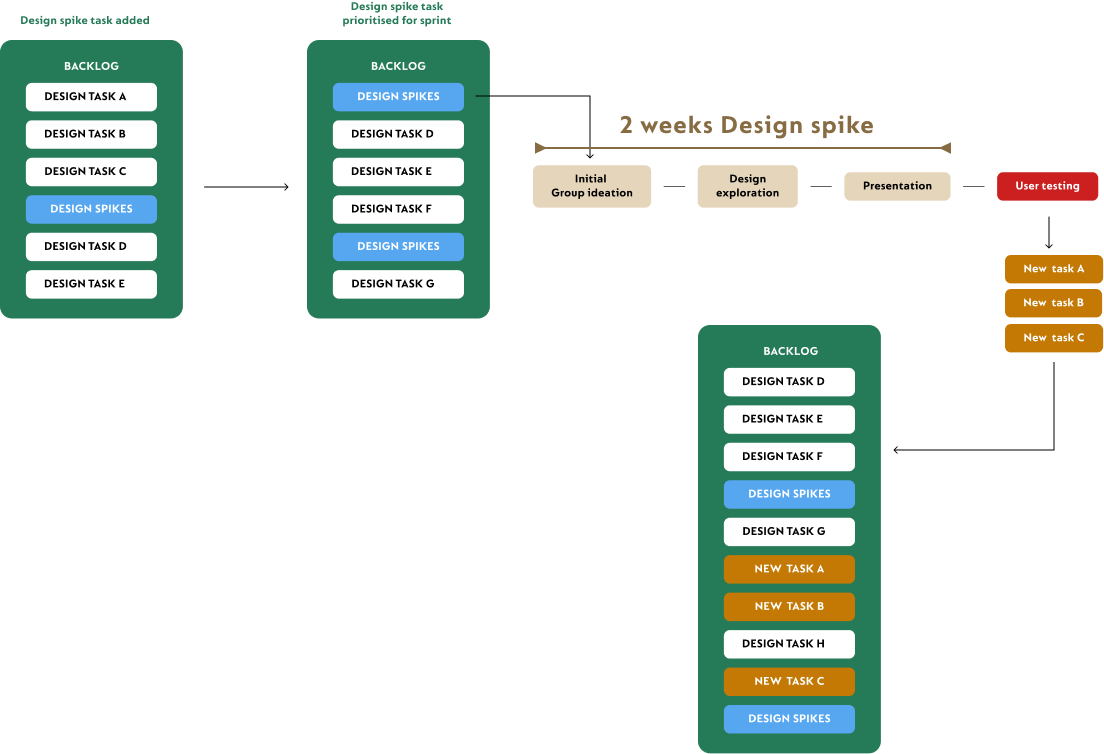 Design spike task added
BACKLOG
DESIGN TASK A
DESIGN TASK B
DESIGN TASK C
DESIGN SPIKES
DESIGN TASK D
DESIGN TASK E
Design spike task
prioritised for sprint
BACKLOG
DESIGN SPIKES
DESIGN TASK D
DESIGN TASK E
DESIGN TASK F
DESIGN SPIKES
DESIGN TASK G
2 weeks Design spike
Initial
Group ideation
Design
exploration
Presentation
User testing
New task A
New task B
New task C
BACKLOG
DESIGN TASK D
DESIGN TASK E
DESIGN TASK F
DESIGN SPIKES
DESIGN TASK G
NEW TASK A
NEW TASK B
DESIGN TASK H
NEW TASK C
DESIGN SPIKES